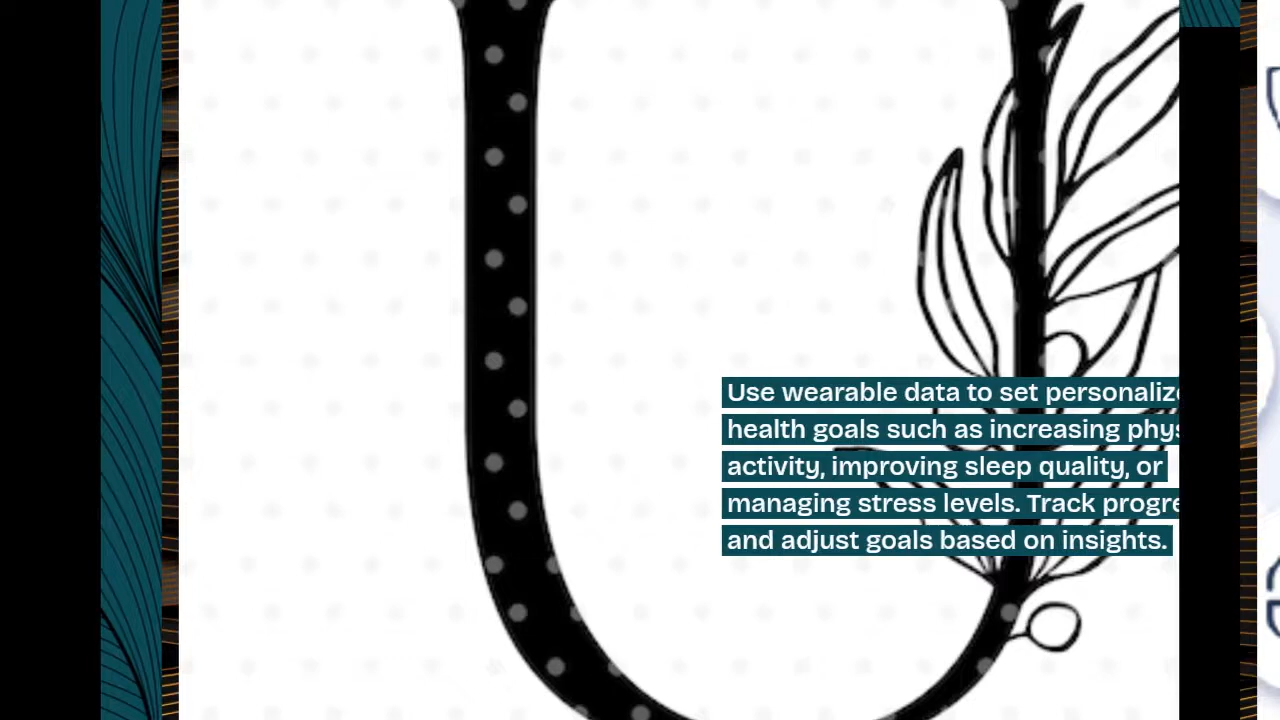 Use wearable data to set
health goals such as increasing
activity, improving sleep quality, or
managing stress levels. Track
and adjust goals based on insights.